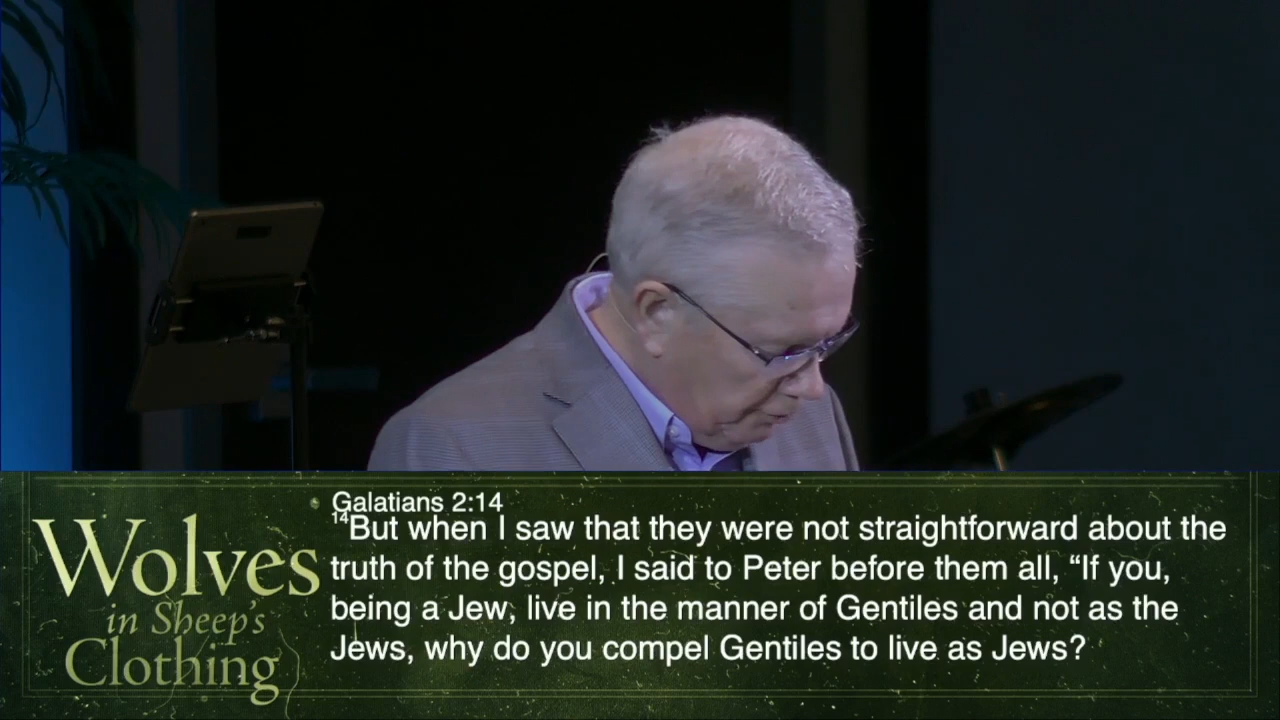 Wolves
in Sheep's
Clothing
Galatians 2:14
14But when I saw that they were not straightforward about the
truth of the gospel, I said to Peter before them all, “If you,
being a Jew, live in the manner of Gentiles and not as the
Jews, why do you compel Gentiles to live as Jews?